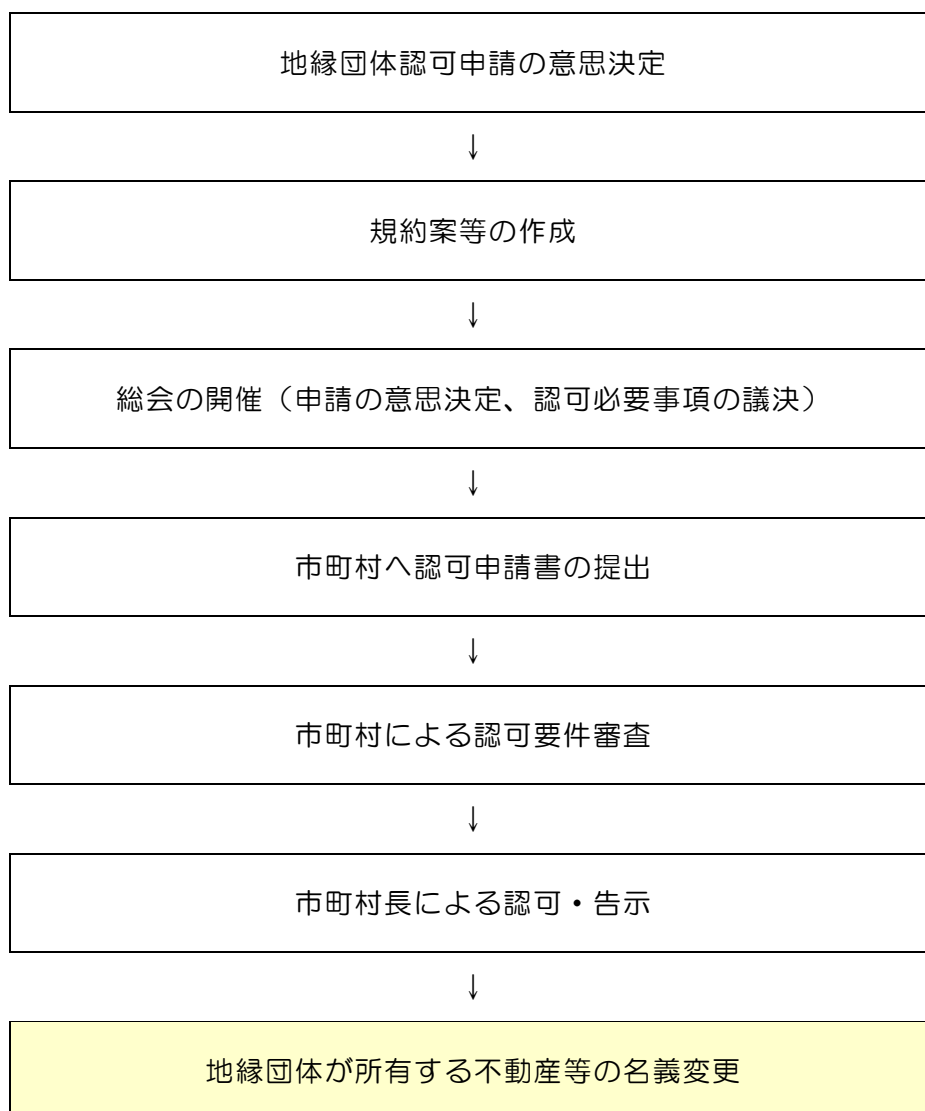 地縁団体認可申請の意思決定
↓
規約案等の作成
↓
総会の開催（申請の意思決定、認可必要事項の議決）
↓
市町村へ認可申請書の提出
↓
市町村による認可要件審査
↓
市町村長による認可・告示
↓
地縁団体が所有する不動産等の名義変更